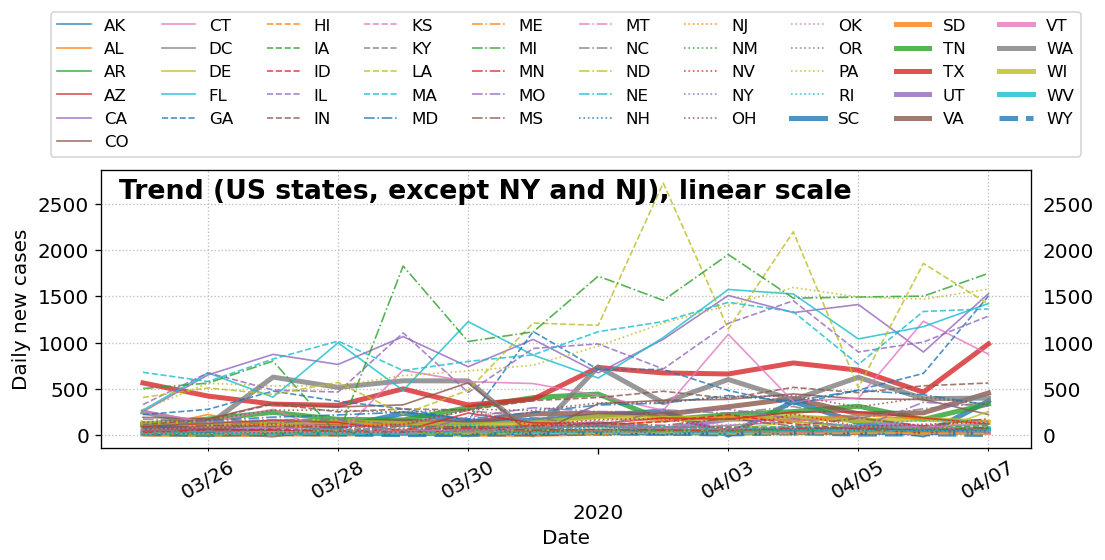 AK CT HI KS ME MT NJ OK SD VT
AL DC IA KY MI NC NM OR TN WA
AR DE ID LA MN ND NV PA TX WI
AZ FL IL MA MO NE NY RI UT WV
CA GA IN MD MS NH OH SC VA WY
CO
Trend (US states, except NY and NJ), linear scale
Daily new cases
2500 2500
2000 2000
1500 1500
1000 1000
500 500
0 0
03/26 03/28 03/30 04/03 04/05 04/07
2020
Date